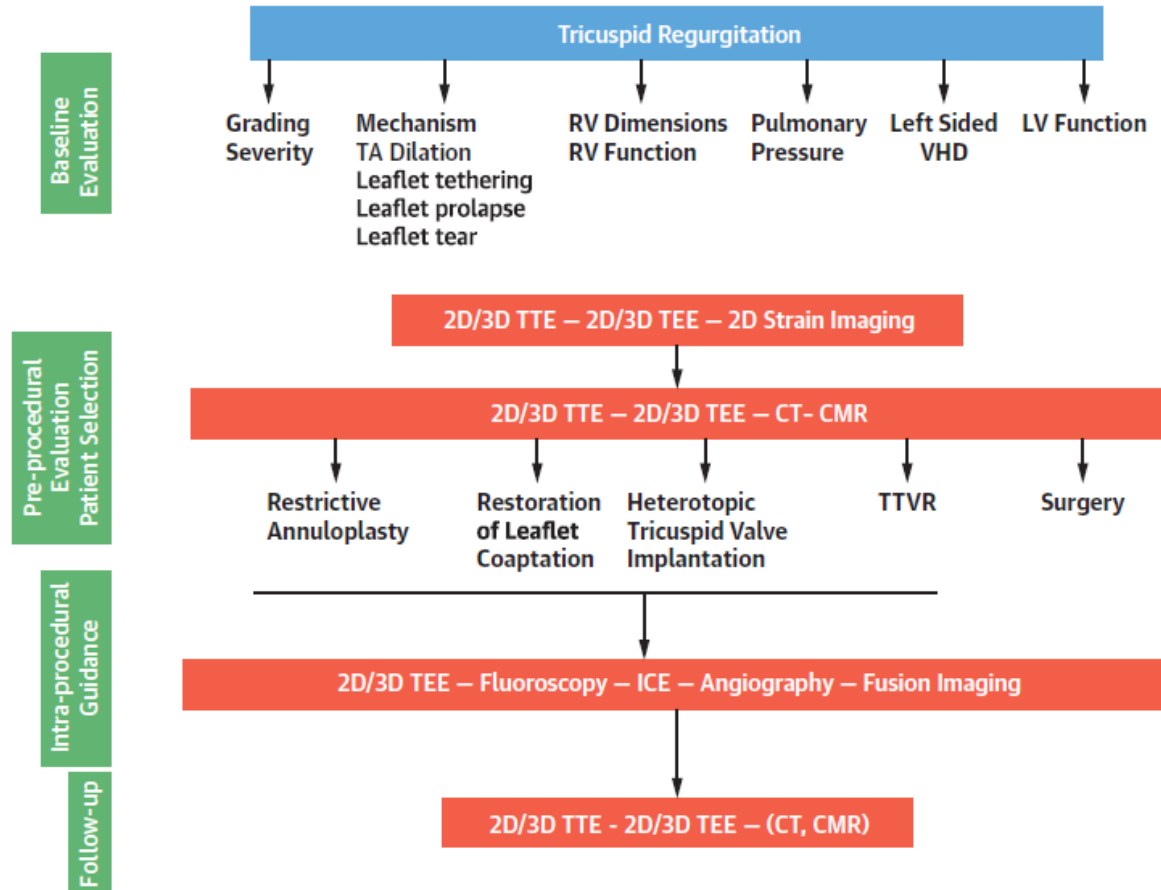 Tricuspid Regurgitation
Baseline
Evaluation
Grading
Severity
Mechanism
TA Dilation
Leaflet tethering
Leaflet prolapse
Leaflet tear
RV Dimensions
RV Function
Pulmonary
Pressure
Left Sided
VHD
LV Function
Pre-procedural
Evaluation
Patient Selection
2D/3D TTE — 2D/3D TEE — 2D Strain Imaging
2D/3D TTE — 2D/3D TEE — CT– CMR
Restrictive
Annuloplasty
Restoration
of Leaflet
Coaptation
Heterotopic
Tricuspid Valve
Implantation
TTVR
Surgery
Intra-procedural
Guidance
2D/3D TEE — Fluoroscopy — ICE — Angiography — Fusion Imaging
Follow-up
2D/3D TTE - 2D/3D TEE — (CT, CMR)